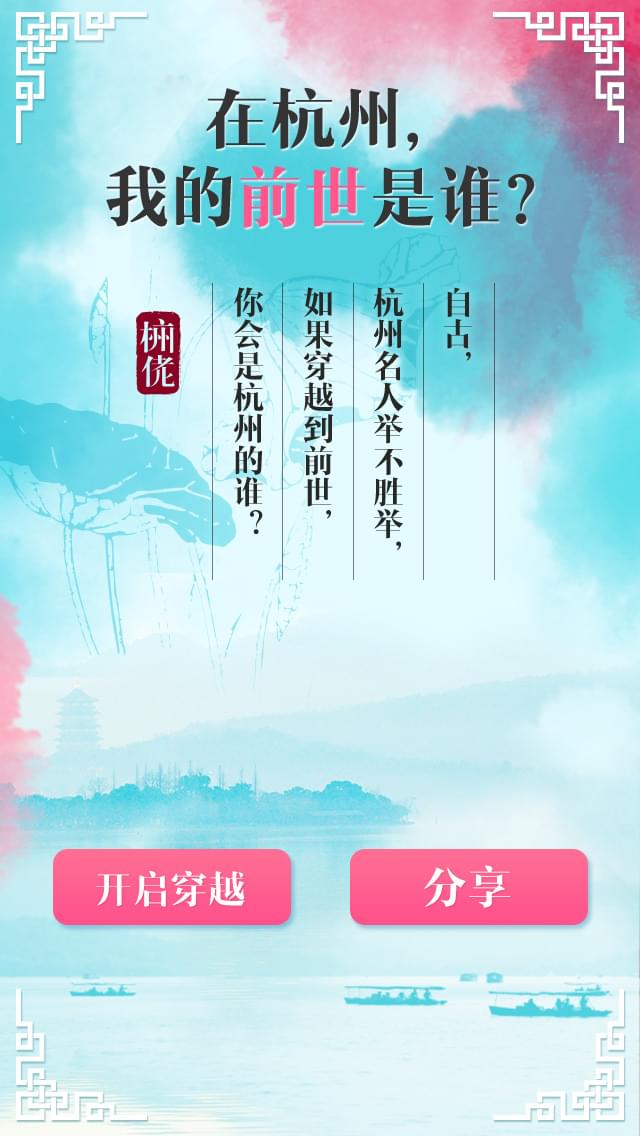 在杭州，
我的前世是谁？
自古，
杭州名人举不胜举，
如果穿越到前世，
你会是杭州的谁？
佬
开启穿越
分享